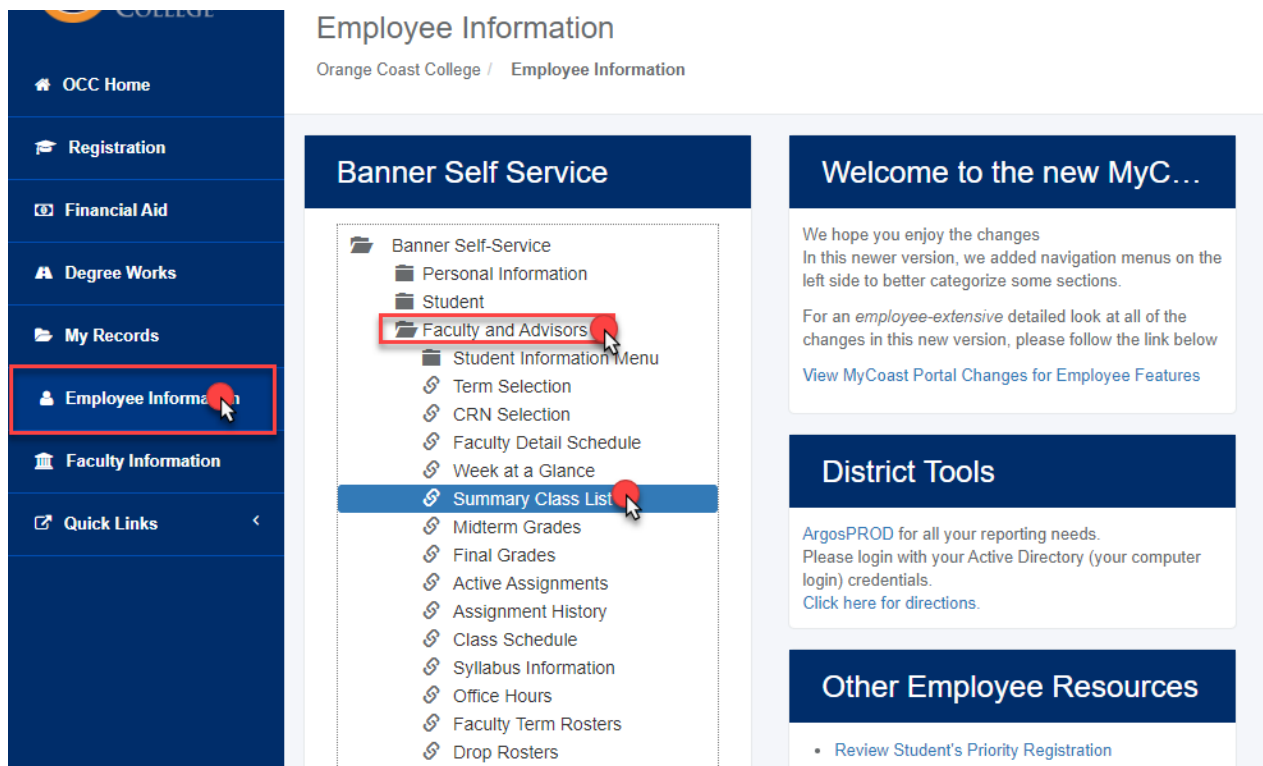 COLLEGE
OCC Home
Registration
Financial Aid
Degree Works
My Records
Employee Information
Faculty Information
Quick Links
Employee Information
Orange Coast College / Employee Information
Banner Self Service
Banner Self-Service
Personal Information
Student
Faculty and Advisors
Student Information Menu
Term Selection
CRN Selection
Faculty Detail Schedule
Week at a Glance
Summary Class List
Midterm Grades
Final Grades
Active Assignments
Assignment History
Class Schedule
Syllabus Information
Office Hours
Faculty Term Rosters
Drop Rosters
Welcome to the new MyC...
We hope you enjoy the changes
In this newer version, we added navigation menus on the
left side to better categorize some sections.
For an employee-extensive detailed look at all of the
changes in this new version, please follow the link below
View MyCoast Portal Changes for Employee Features
District Tools
ArgosPROD for all your reporting needs.
Please login with your Active Directory (your computer
login) credentials.
Click here for directions.
Other Employee Resources
• Review Student's Priority Registration